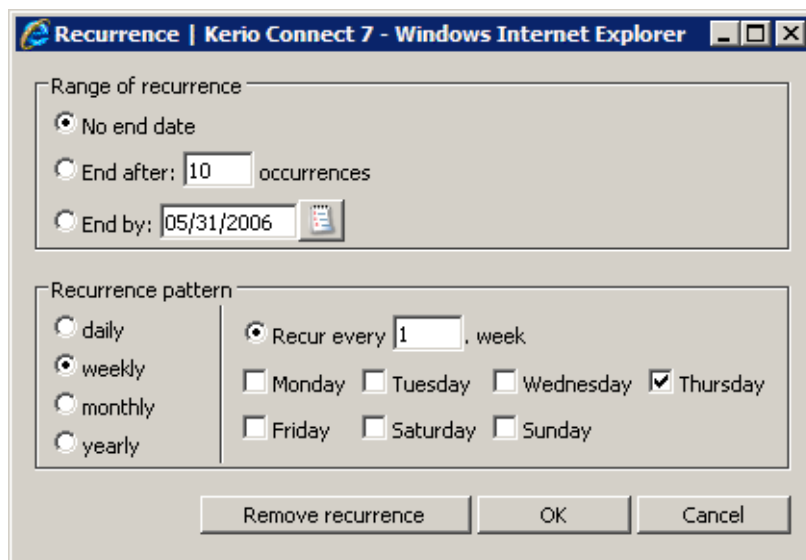 Recurrence | Kerio Connect 7 - Windows Internet Explorer
Range of recurrence
No end date
End after: 10 occurrences
End by: 05/31/2006
Recurrence pattern
daily
weekly
monthly
yearly
Recur every 1 . week
Monday Tuesday Wednesday Thursday
Friday Saturday Sunday
Remove recurrence OK Cancel